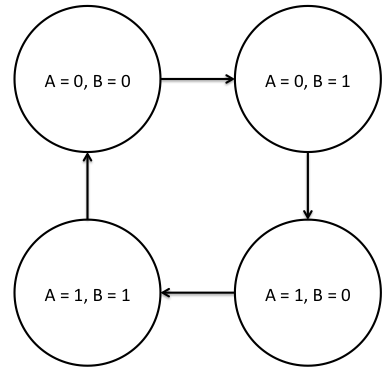 A = 0, B = 0
A = 0, B = 1
A = 1, B = 1
A = 1, B = 0